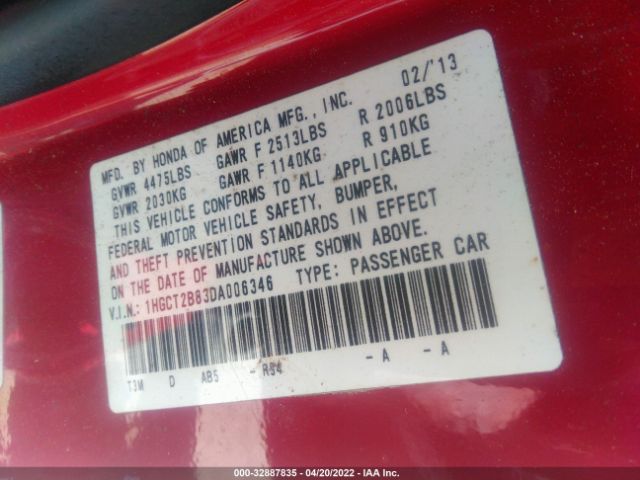 MFD. BY HONDA OF AMERICA MFG., INC. 02/'13
GVWR 4475LBS GAWR F 2513LBS R 2006LBS
GVWR 2030KG GAWR F 1140KG R 910KG
THIS VEHICLE CONFORMS TO ALL APPLICABLE
FEDERAL MOTOR VEHICLE SAFETY, BUMPER,
AND THEFT PREVENTION STANDARDS IN EFFECT
ON THE DATE OF MANUFACTURE SHOWN ABOVE.
V.I.N.: 1HGCT2B83DA006346 TYPE: PASSENGER CAR
T3M D AB5 - R54 - A - A
000-32887835 - 04/20/2022 - IAA Inc.